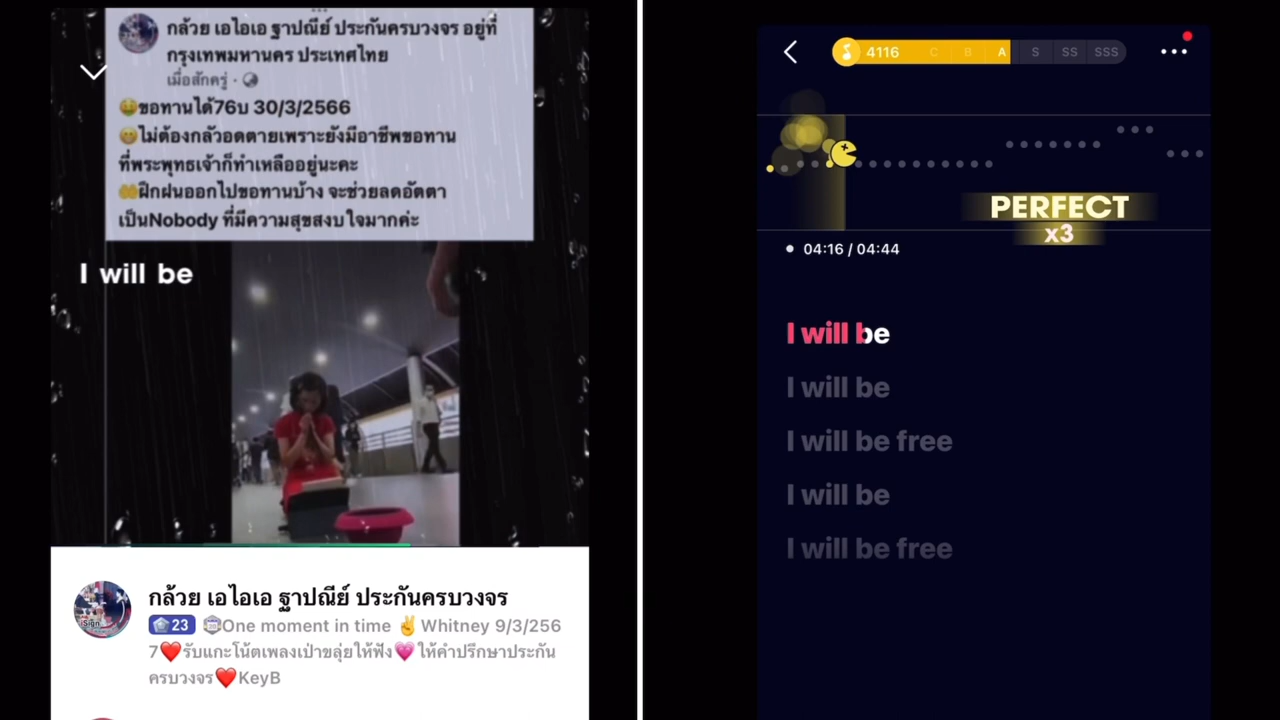 กล้วย เอไอเอ ฐาปณีย์ ประกันครบวงจร อยู่ที่
กรุงเทพมหานคร ประเทศไทย
เมื่อสักครู่ ·
🤑ขอทานได้76บ 30/3/2566
😁ไม่ต้องกลัวอดตายเพราะยังมีอาชีพขอทาน
ที่พระพุทธเจ้าก็ทำเหลืออยู่นะคะ
🤲ฝึกฝนออกไปขอทานบ้าง จะช่วยลดอัตตา
เป็นNobody ที่มีความสุขสงบ ใจมากค่ะ
I will be
กล้วย เอไอเอ ฐาปณีย์ ประกันครบวงจร
23 One moment in time ✌️Whitney 9/3/256
7❤️รับแกะโน้ตเพลงเป่าขลุ่ยให้ฟัง💗ให้คำปรึกษาประกัน
ครบวงจร❤️KeyB
4116 C B A S SS SSS
PERFECT
x3
04:16 / 04:44
I will be
I will be
I will be free
I will be
I will be free